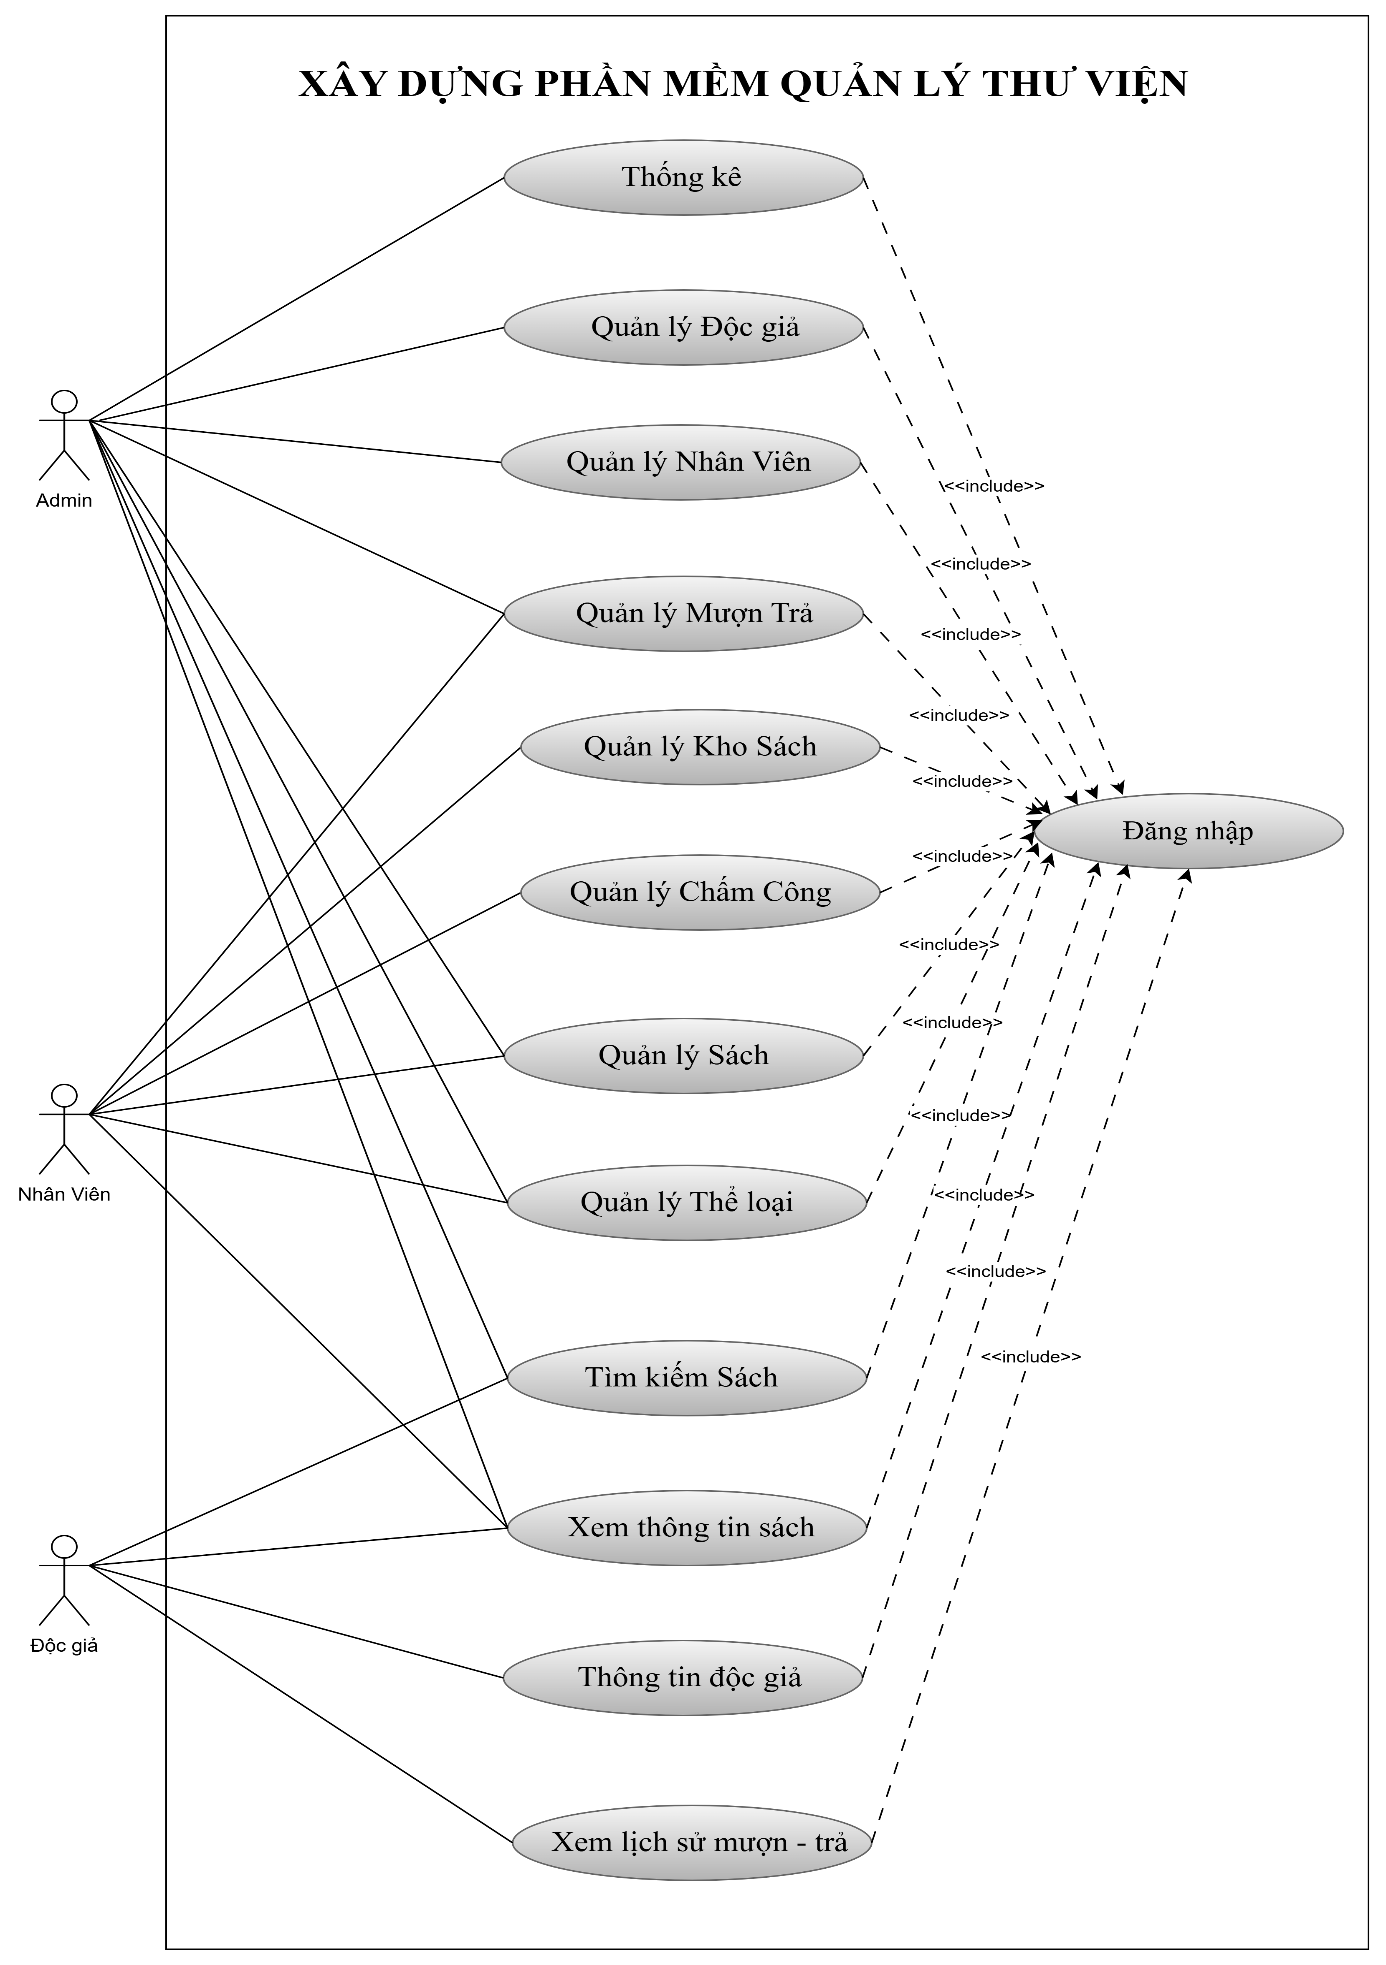 XÂY DỰNG PHẦN MỀM QUẢN LÝ THƯ VIỆN
Thống kê
Quản lý Độc giả
Admin
Quản lý Nhân Viên
<<include>>
<<include>>
Quản lý Mượn Trả
<<include>>
<<include>>
Quản lý Kho Sách
<<include>>
Đăng nhập
<<include>>
Quản lý Chấm Công
<<include>>
<<include>>
Quản lý Sách
<<include>>
Nhân Viên
<<include>>
Quản lý Thể loại
<<include>>
<<include>>
Tìm kiếm Sách
Xem thông tin sách
Độc giả
Thông tin độc giả
Xem lịch sử mượn - trả